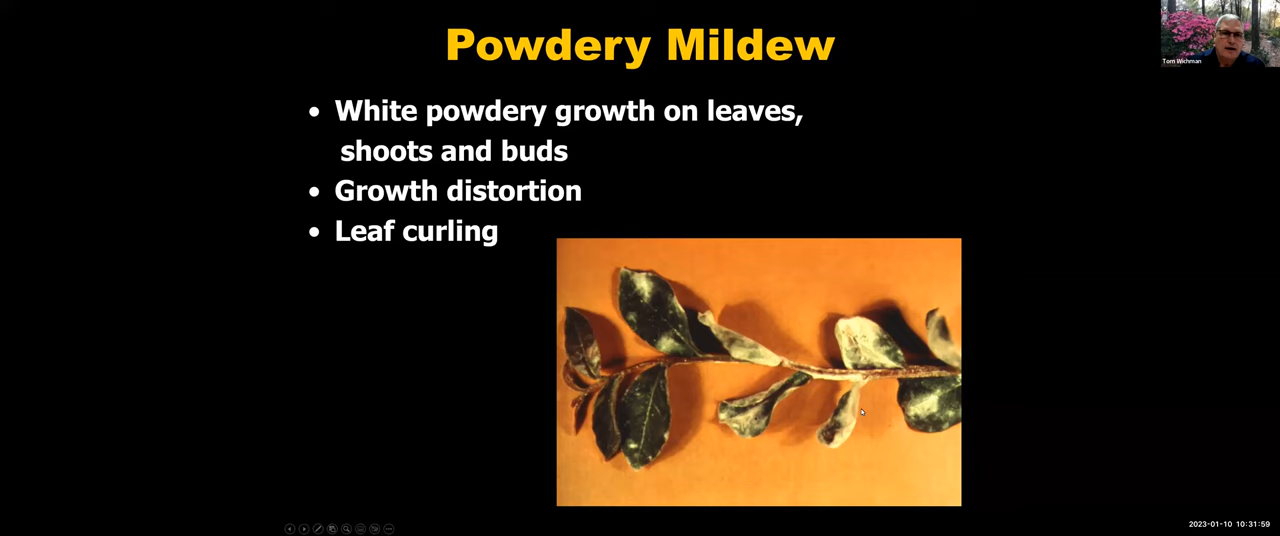 Powdery Mildew
Tom Wichman
• White powdery growth on leaves,
shoots and buds
• Growth distortion
• Leaf curling
2023-01-10 10:31:59